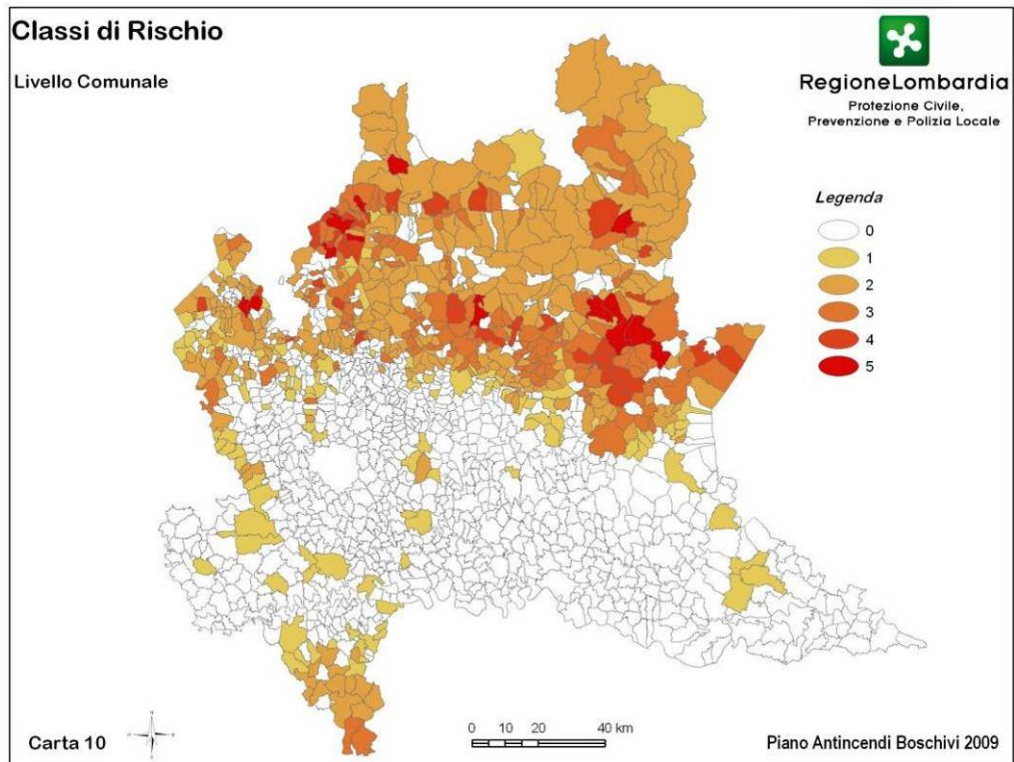 Classi di Rischio
Livello Comunale
RegioneLombardia
Protezione Civile,
Prevenzione e Polizia Locale
Legenda
0
1
2
3
4
5
Carta 10
0 10 20 40 km
Piano Antincendi Boschivi 2009